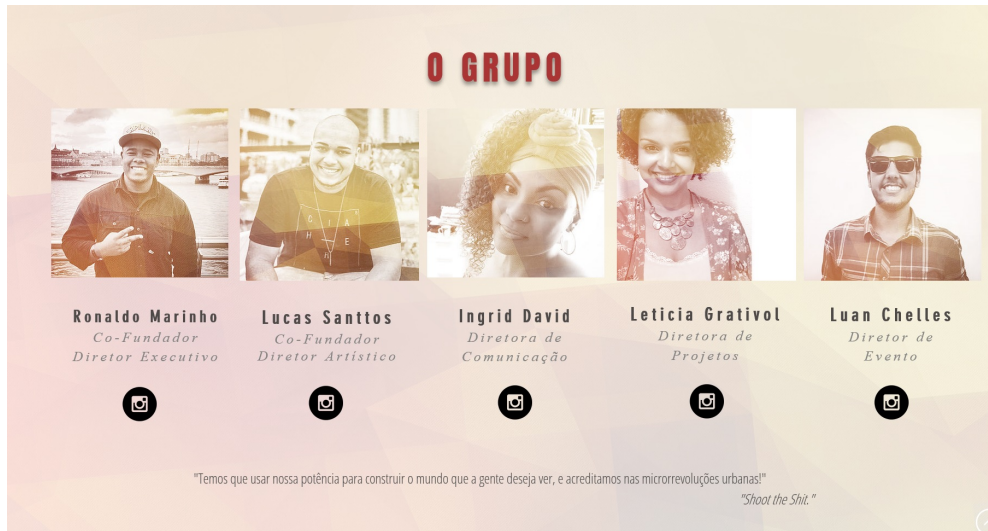 O GRUPO
Ronaldo Marinho
Co-Fundador
Diretor Executivo
Lucas Santtos
Co-Fundador
Diretor Artístico
Ingrid David
Diretora de
Comunicação
Leticia Grativol
Diretora de
Projetos
Luan Chelles
Diretor de
Evento
"Temos que usar nossa potência para construir o mundo que a gente deseja ver, e acreditamos nas microrrevoluções urbanas!"
"Shoot the Shit."